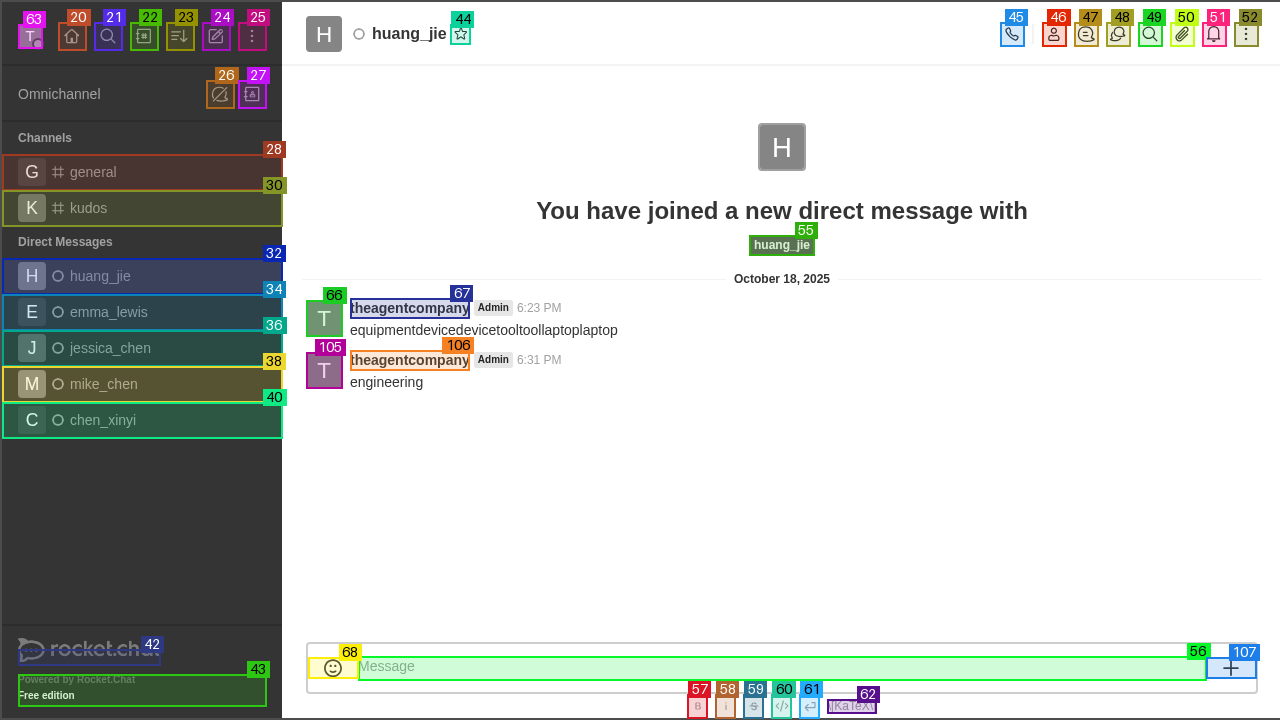 63 20 21 22 23 24 25
T
H huang_jie 44
45 46 47 48 49 50 51 52
Omnichannel 26 27
Channels
28
G general
30
K kudos
Direct Messages
32
H huang_jie
34
E emma_lewis
36
J jessica_chen
38
M mike_chen
40
C chen_xinyi
42
rocket.cha
43
Powered by Rocket.Chat
Free edition
H
You have joined a new direct message with
55
huang_jie
October 18, 2025
66 67
T theagentcompany Admin 6:23 PM
equipmentdevicedevicetooltoollaptoplaptop
105 106
T theagentcompany Admin 6:31 PM
engineering
68 56 107
Message
57 58 59 60 61 62
B i S </> \(KaTeX\)